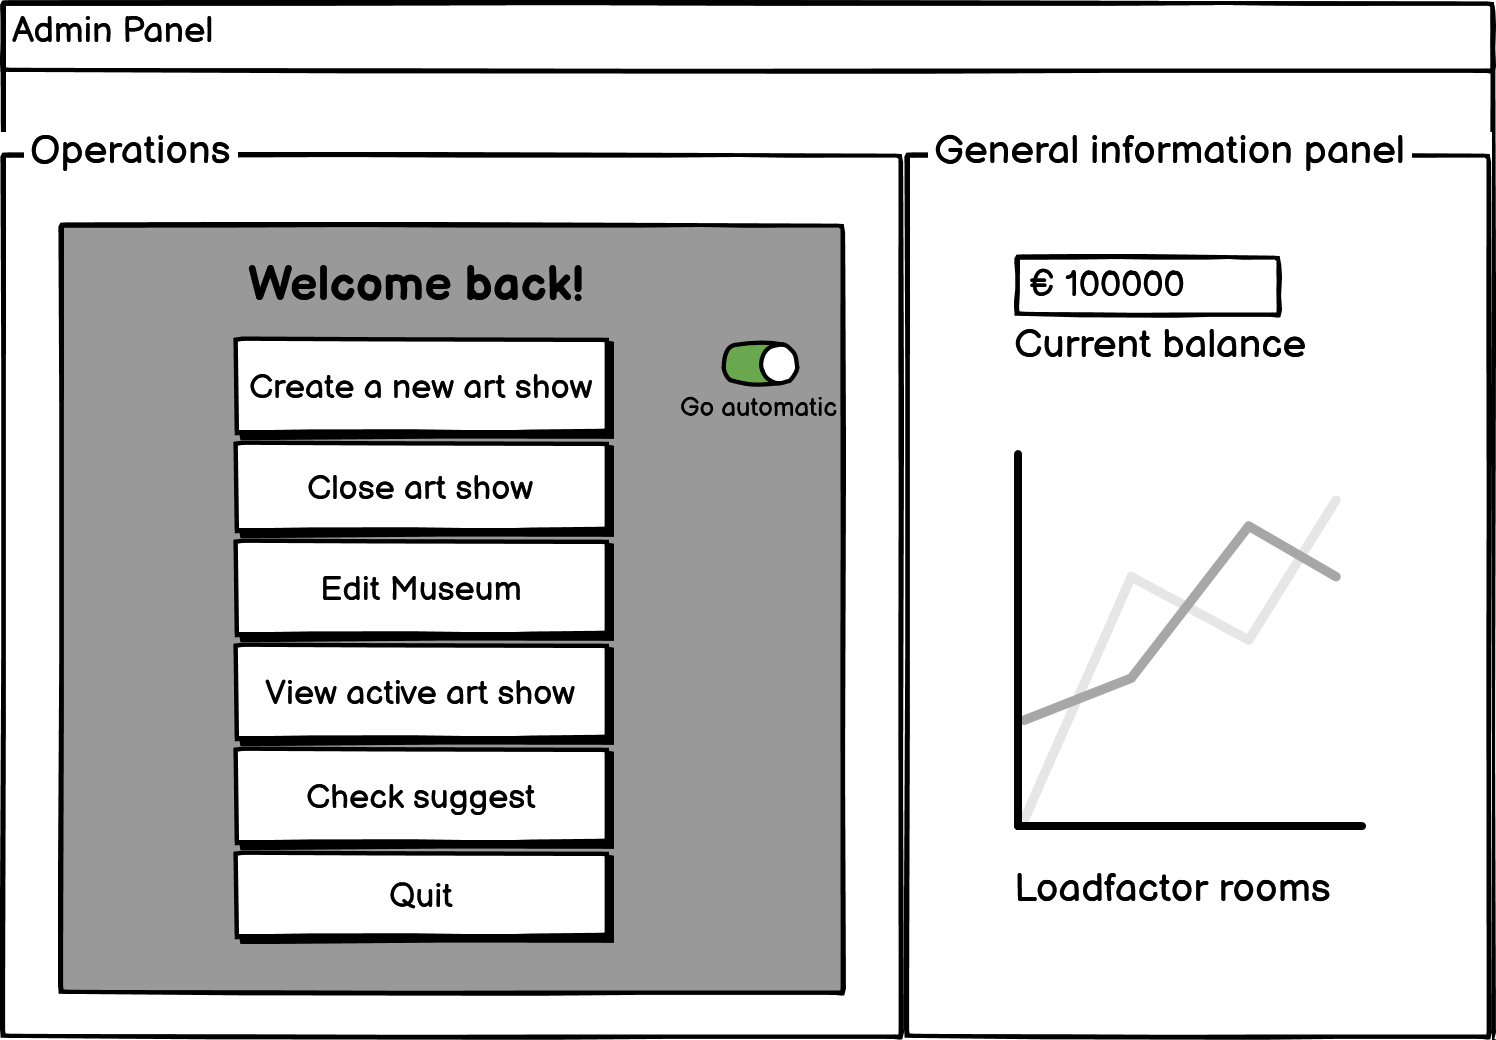 Admin Panel
Operations
Welcome back!
Create a new art show
Go automatic
Close art show
Edit Museum
View active art show
Check suggest
Quit
General information panel
€ 100000
Current balance
Loadfactor rooms